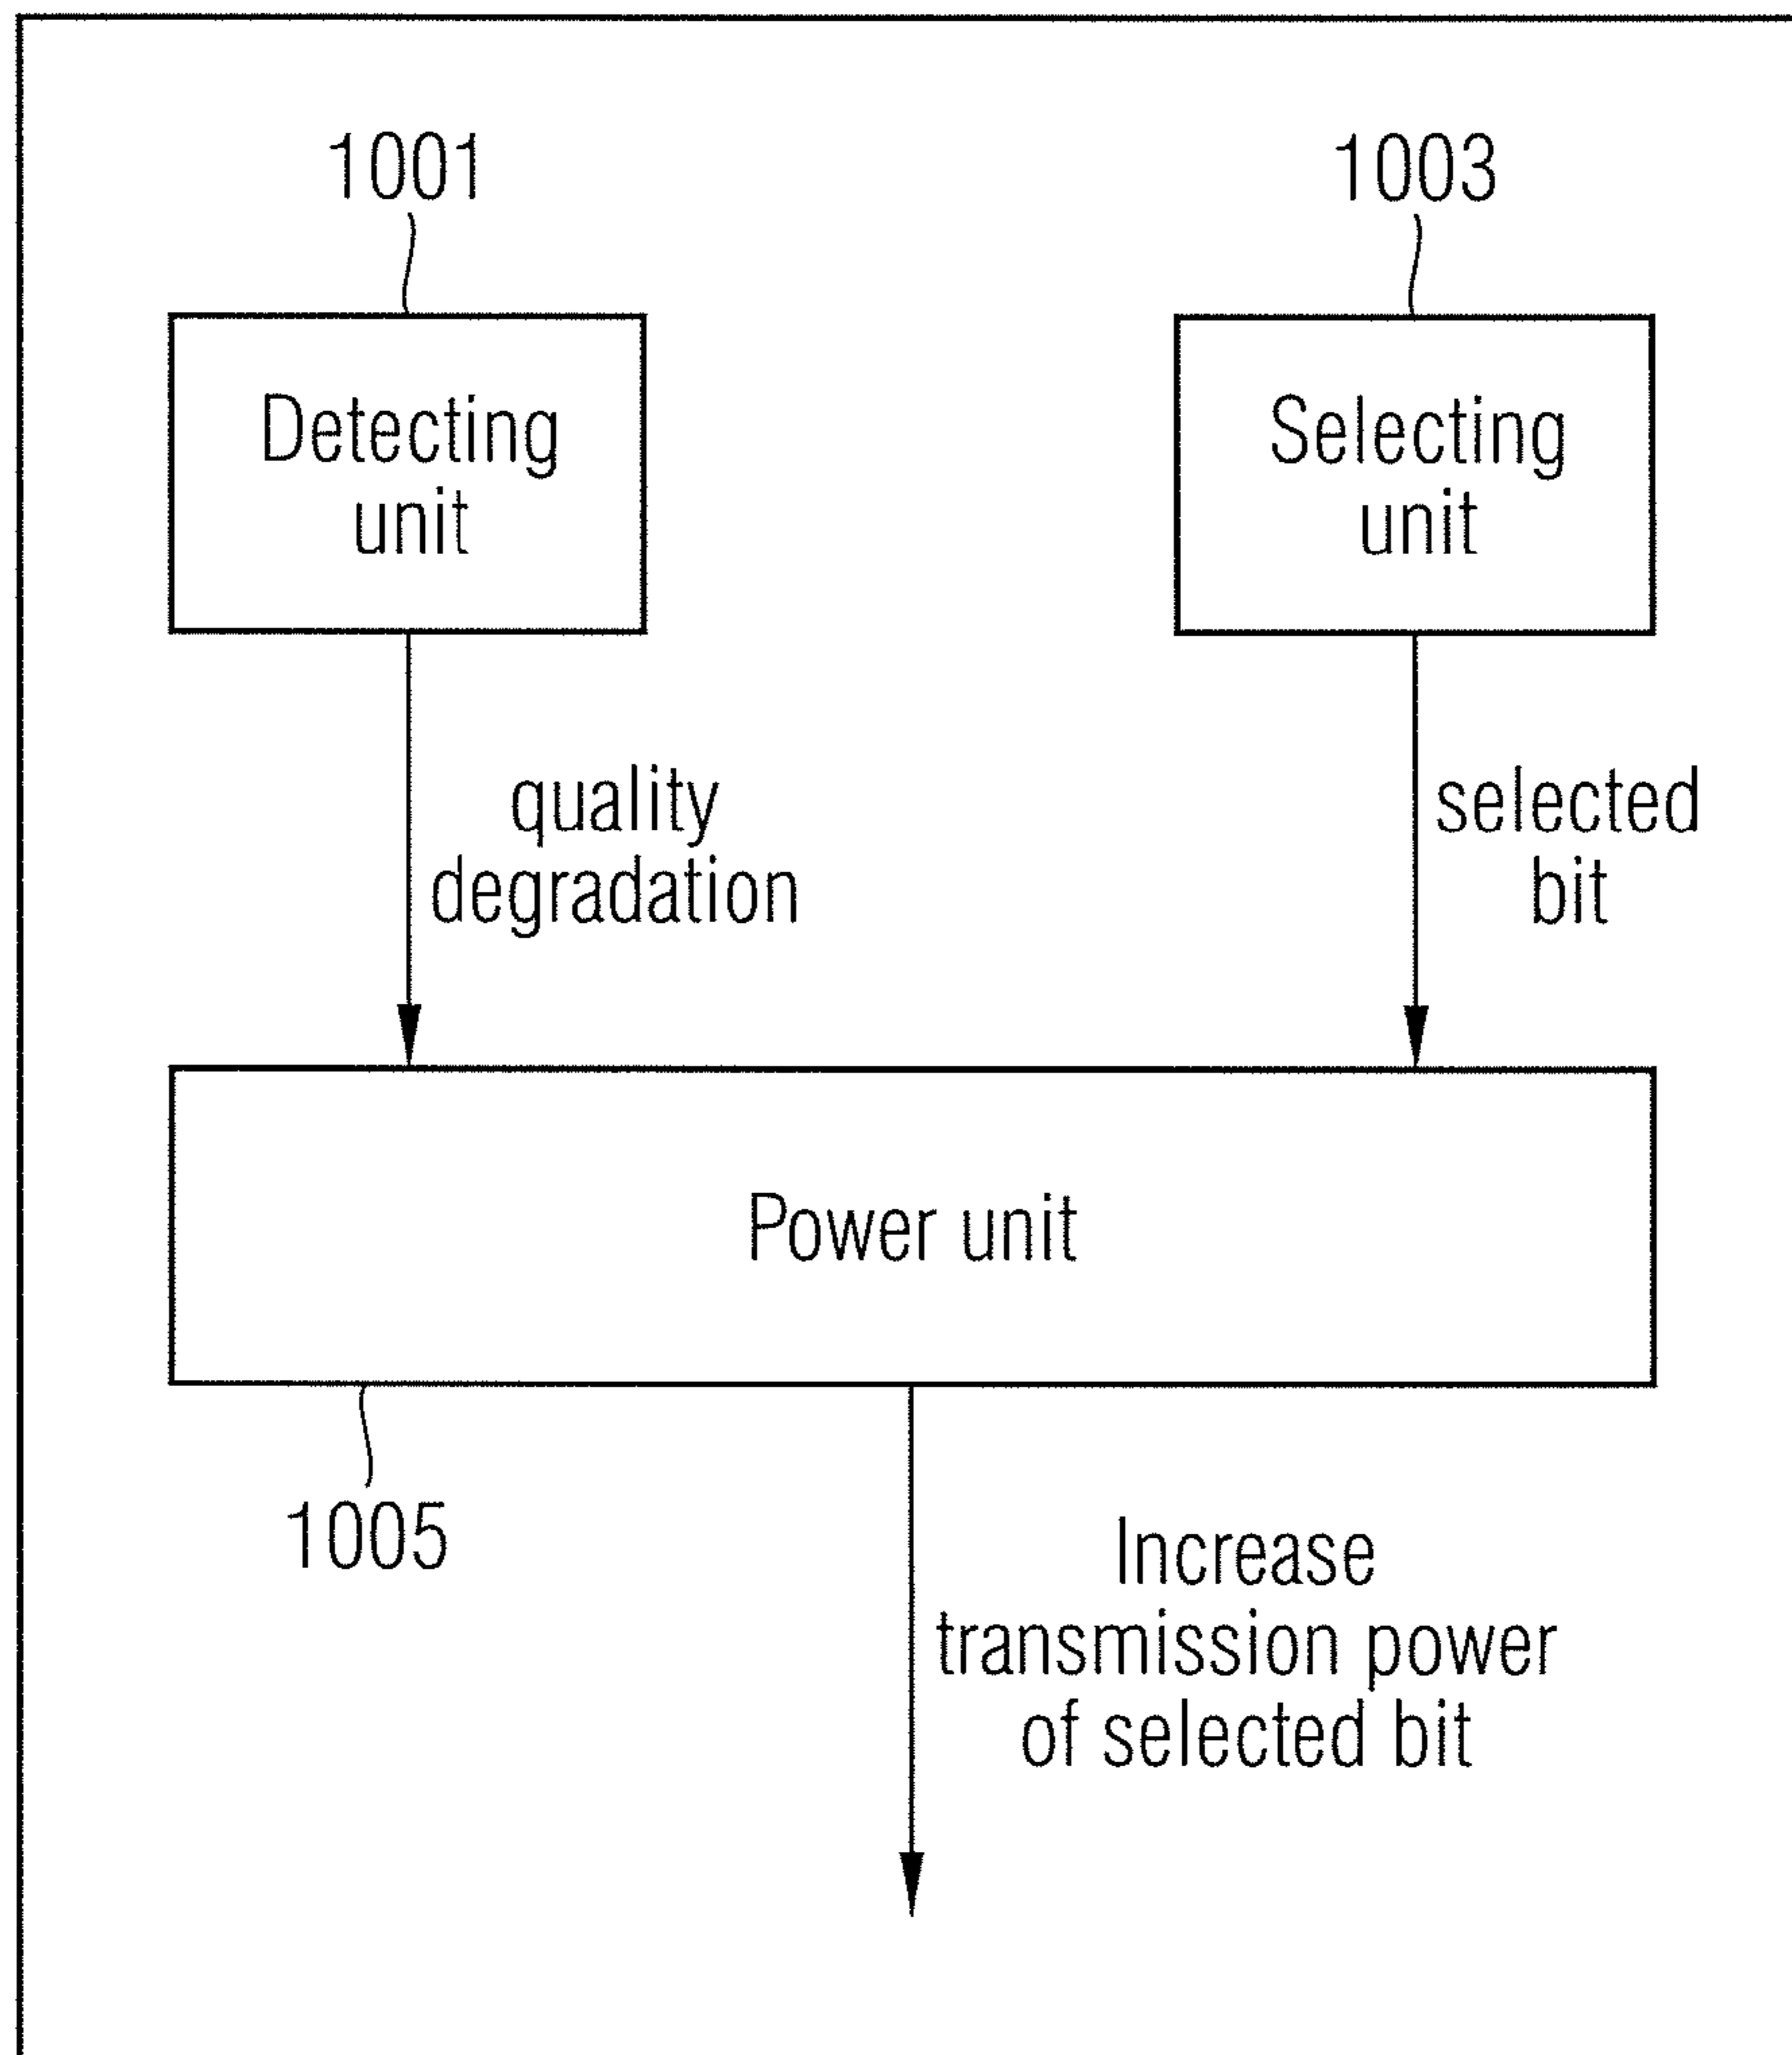 1001
1003
Detecting
unit
Selecting
unit
quality
degradation
selected
bit
Power unit
1005
Increase
transmission power
of selected bit